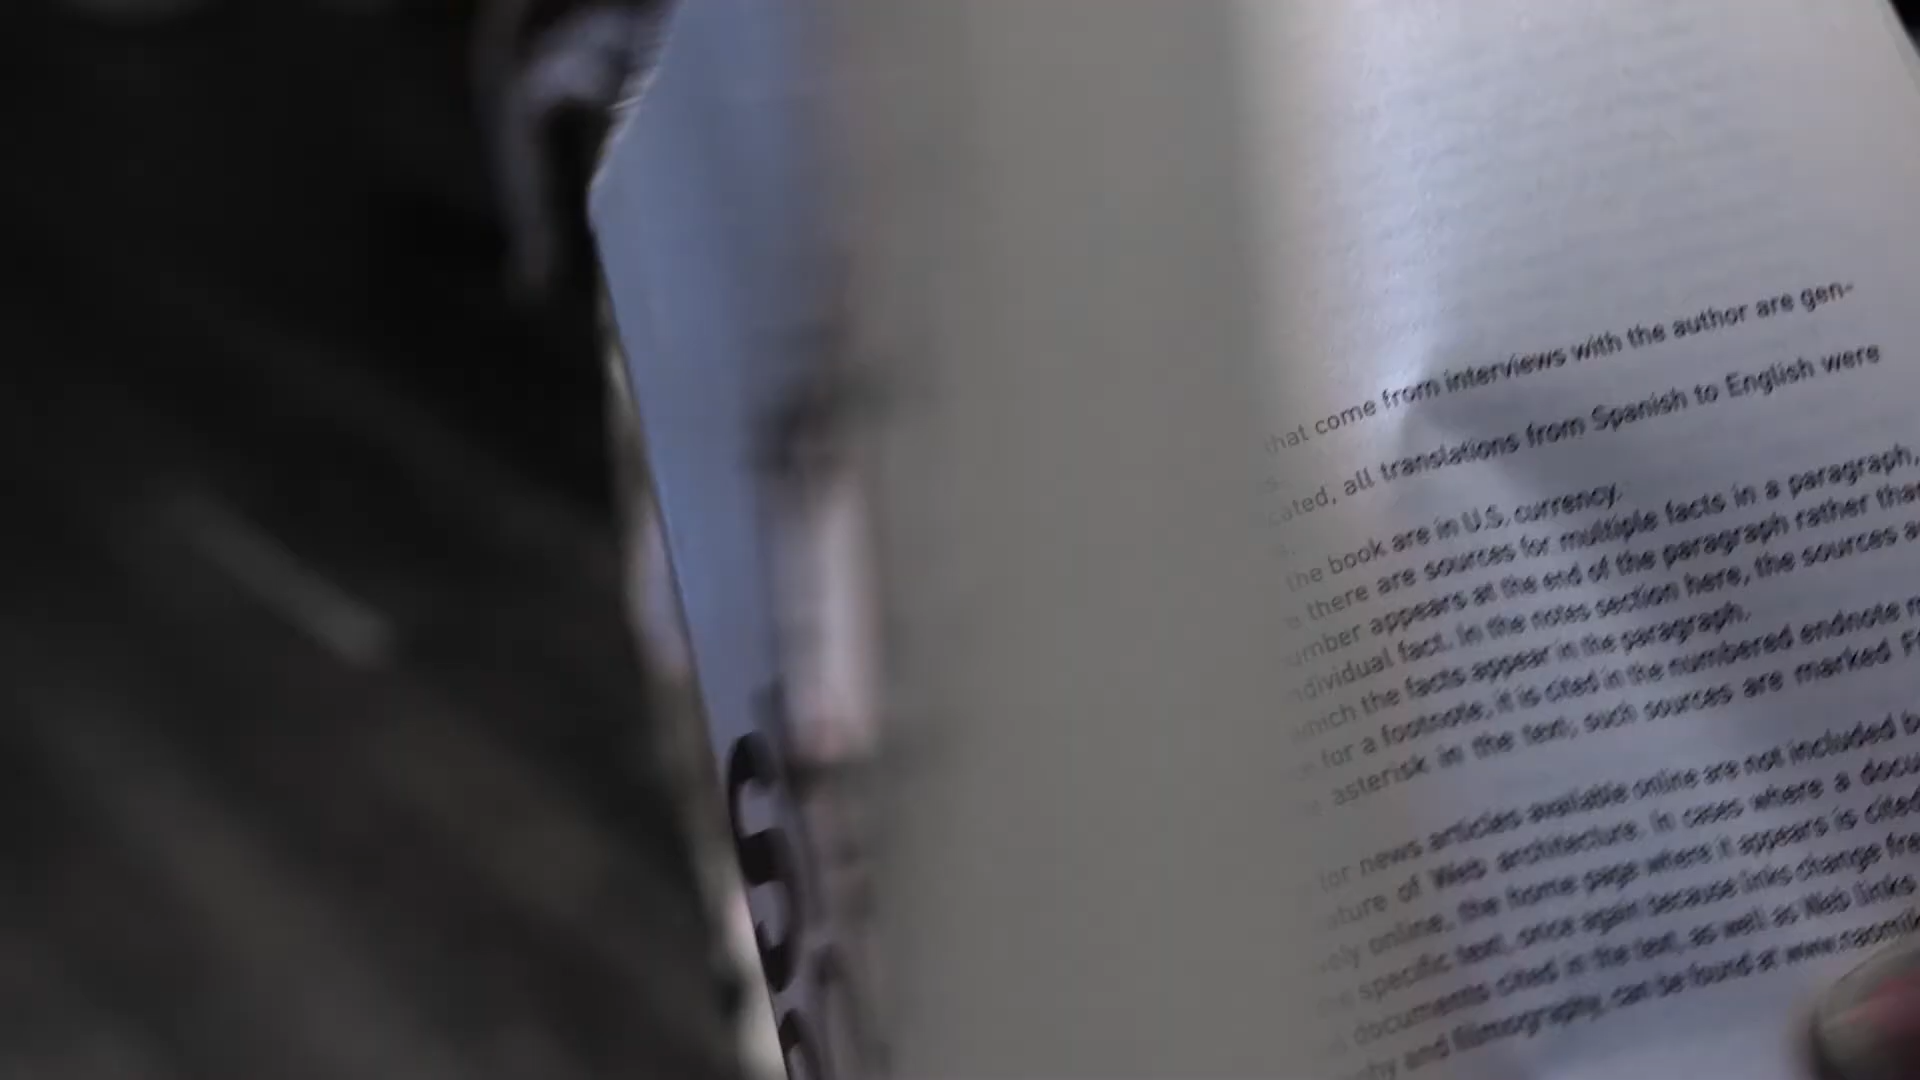 that come from interviews with the author are gen-
cated, all translations from Spanish to English were
the book are in U.S. currency.
there are sources for multiple facts in a paragraph,
umber appears at the end of the paragraph rather than
ndividual fact. In the notes section here, the sources a
which the facts appear in the paragraph.
for a footnote, it is cited in the numbered endnote
asterisk in the text; such sources are marked
for news articles available online are not included b
ature of Web architecture. In cases where a docu
ely online, the home page where it appears is cited
specific text, once again because links change fre
documents cited in the text, as well as Web links
hy and filmography, can be found at www.naomikl